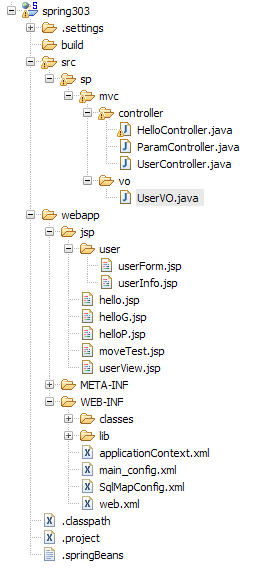 spring303
.settings
build
src
sp
mvc
controller
HelloController.java
ParamController.java
UserController.java
vo
UserVO.java
webapp
jsp
user
userForm.jsp
userInfo.jsp
hello.jsp
helloG.jsp
helloP.jsp
moveTest.jsp
userView.jsp
META-INF
WEB-INF
classes
lib
applicationContext.xml
main_config.xml
SqlMapConfig.xml
web.xml
.classpath
.project
.springBeans